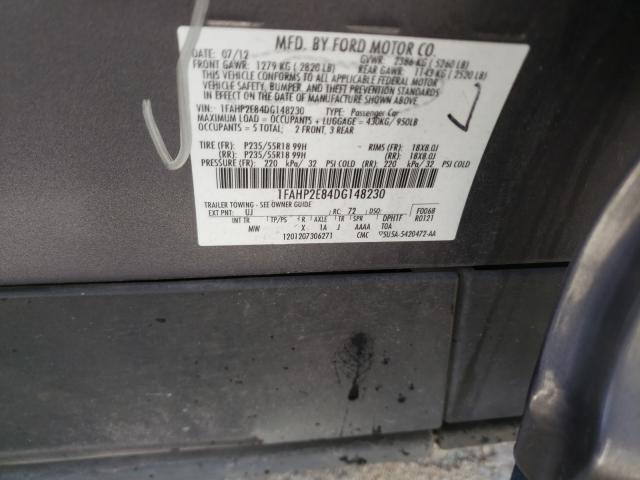 MFD. BY FORD MOTOR CO.
DATE: 07/12 GVWR: 2386 KG ( 5260 LB)
FRONT GAWR: 1279 KG ( 2820 LB) REAR GAWR: 1143 KG ( 2520 LB)
THIS VEHICLE CONFORMS TO ALL APPLICABLE FEDERAL MOTOR
VEHICLE SAFETY, BUMPER, AND THEFT PREVENTION STANDARDS
IN EFFECT ON THE DATE OF MANUFACTURE SHOWN ABOVE.
VIN: 1FAHP2E84DG148230 TYPE: Passenger Car
MAXIMUM LOAD = OCCUPANTS + LUGGAGE = 430KG/ 950LB
OCCUPANTS = 5 TOTAL: 2 FRONT, 3 REAR
TIRE (FR): P235/55R18 99H RIMS (FR): 18X8.0J
(RR): P235/55R18 99H (RR): 18X8.0J
PRESSURE (FR): 220 kPa/ 32 PSI COLD (RR): 220 kPa/ 32 PSI COLD
1FAHP2E84DG148230
TRAILER TOWING - SEE OWNER GUIDE
EXT PNT: UJ RC: 72 DSO: F0068
INT TR TP/PS R AXLE TR SPR DPHTF R0121
MW X 1A J AAAA TOA
1201207306271 CMC 5U5A-5420472-AA